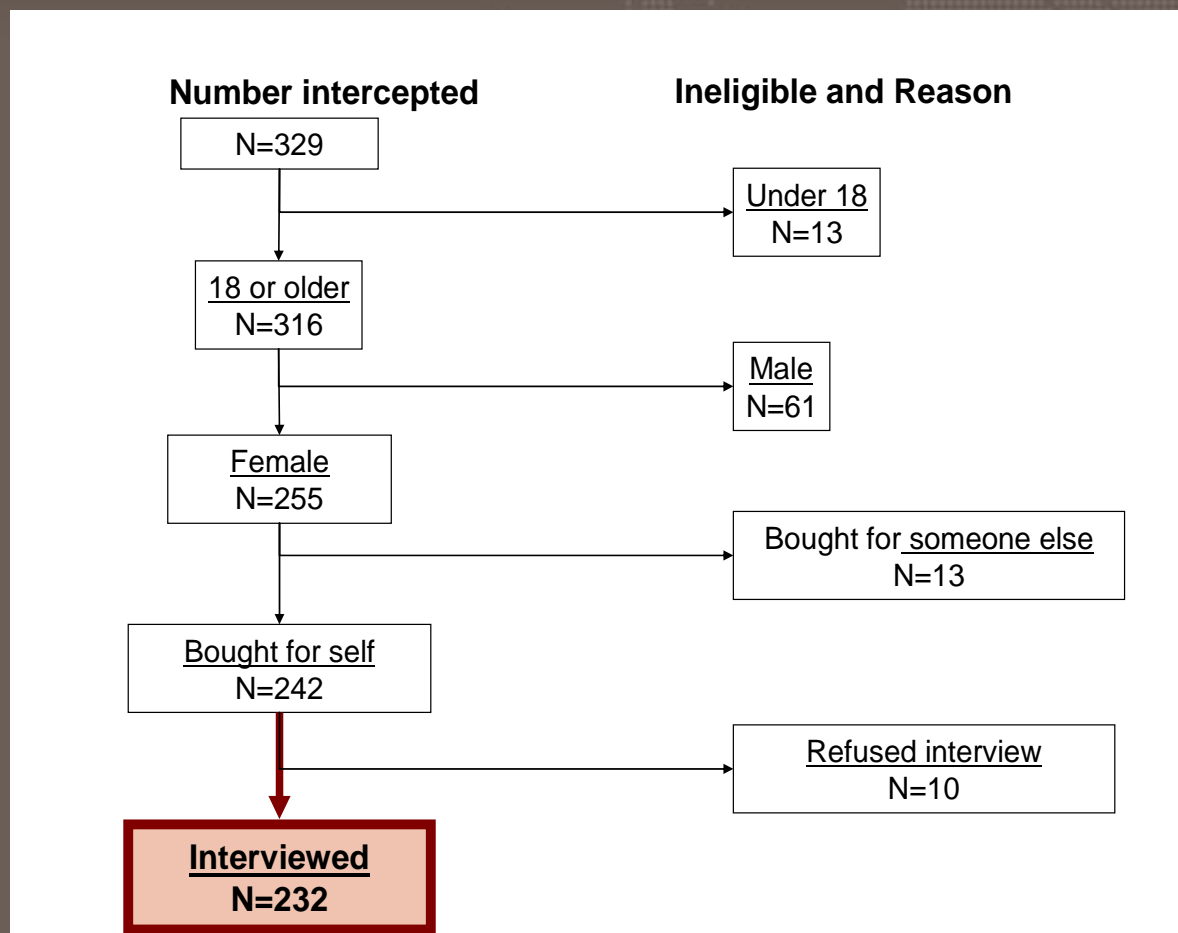 Number intercepted
Ineligible and Reason
N=329
Under 18
N=13
18 or older
N=316
Male
N=61
Female
N=255
Bought for someone else
N=13
Bought for self
N=242
Refused interview
N=10
Interviewed
N=232